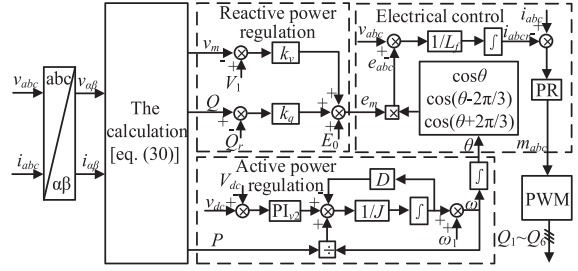 Reactive power
regulation
Electrical control
i_abc
v_abc
1/L_f
∫
i_abcr
e_abc
v_m
V_1
k_v
abc
αβ
v_abc
v_αβ
i_abc
i_αβ
The
calculation
[eq. (30)]
Q
Q_r
k_q
E_0
e_m
×
cosθ
cos(θ-2π/3)
cos(θ+2π/3)
PR
m_abc
θ
Active power
regulation
V_dc
v_dc
PI_v2
D
1/J
∫
ω
ω_1
∫
P
÷
PWM
Q_1~Q_6